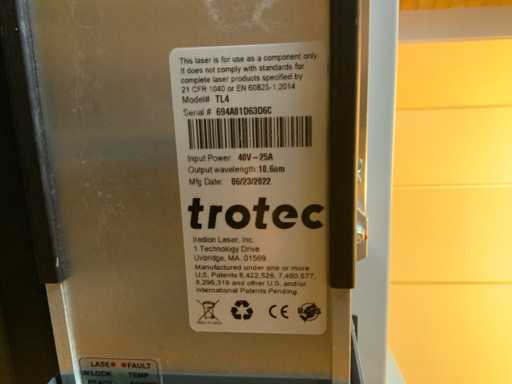 This laser is for use as a component only
It does not comply with standards for
complete laser products specified by
21 CFR 1040 or EN 60825-1:2014
Model# TL4
Serial # 694A01D63D6C
Input Power: 40V - 25A
Output wavelength: 10.6um
Mfg Date: 06/23/2022
trotec
Iradion Laser, Inc.
1 Technology Drive
Uxbridge, MA. 01569
Manufactured under one or more
U.S. Patents 8,422,528, 7,480,577,
8,295,319 and other U.S. and/or
International Patents Pending.
CE
LASE FAULT
INLOCK TEMP